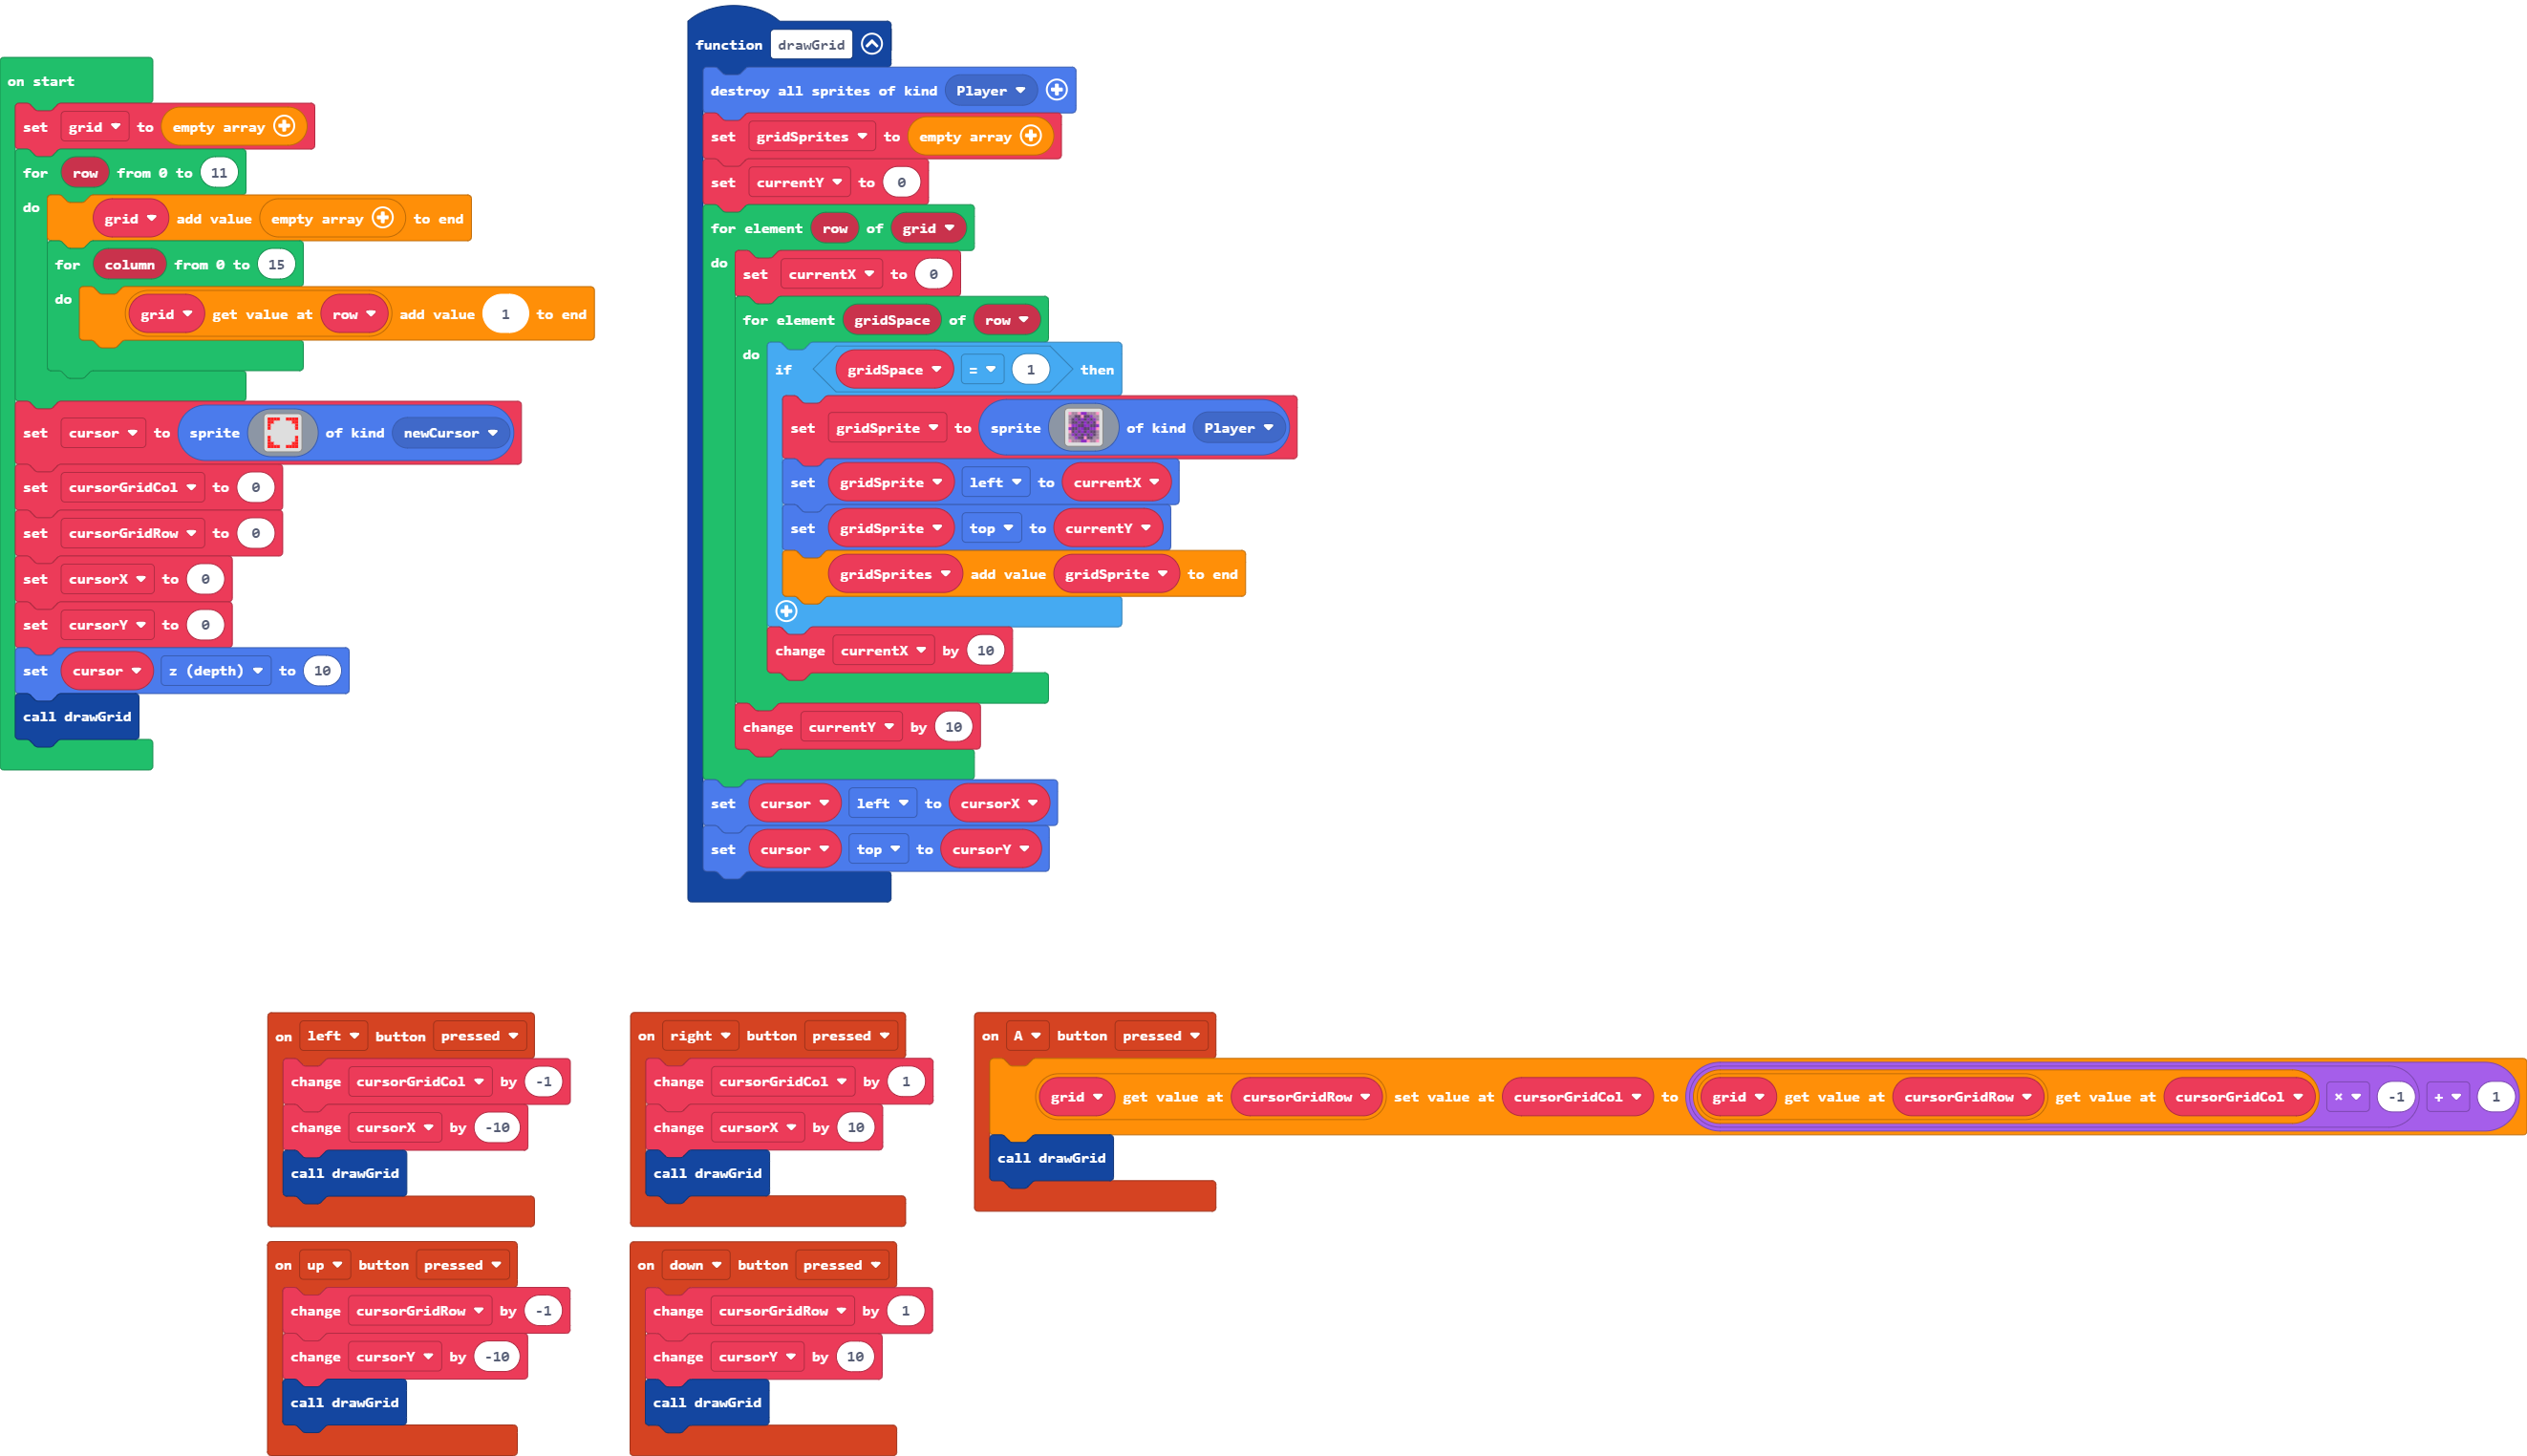 on start
set grid to empty array
for row from 0 to 11
do grid add value empty array to end
for column from 0 to 15
do grid get value at row add value 1 to end
set cursor to sprite of kind newCursor
set cursorGridCol to 0
set cursorGridRow to 0
set cursorX to 0
set cursorY to 0
set cursor z (depth) to 10
call drawGrid
function drawGrid
destroy all sprites of kind Player
set gridSprites to empty array
set currentY to 0
for element row of grid
do set currentX to 0
for element gridSpace of row
do if gridSpace = 1 then
set gridSprite to sprite of kind Player
set gridSprite left to currentX
set gridSprite top to currentY
gridSprites add value gridSprite to end
change currentX by 10
change currentY by 10
set cursor left to cursorX
set cursor top to cursorY
on left button pressed
change cursorGridCol by -1
change cursorX by -10
call drawGrid
on right button pressed
change cursorGridCol by 1
change cursorX by 10
call drawGrid
on A button pressed
grid get value at cursorGridRow set value at cursorGridCol to grid get value at cursorGridRow get value at cursorGridCol × -1 + 1
call drawGrid
on up button pressed
change cursorGridRow by -1
change cursorY by -10
call drawGrid
on down button pressed
change cursorGridRow by 1
change cursorY by 10
call drawGrid